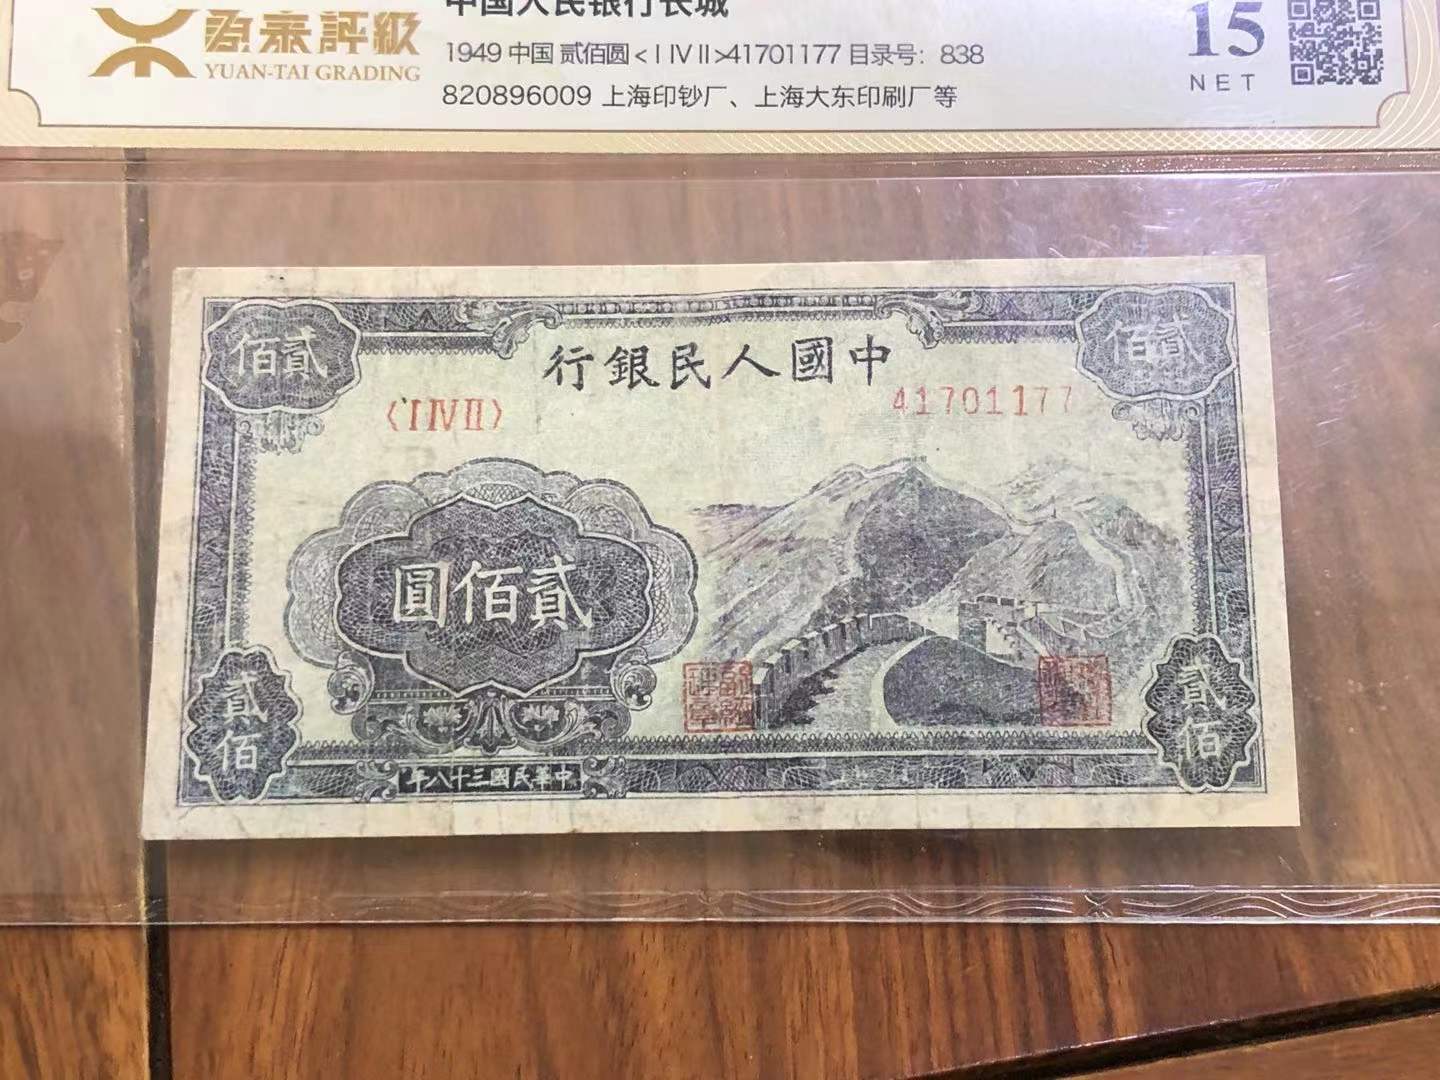 源泰評級
YUAN-TAI GRADING
中国人民银行长城
1949 中国 贰佰圆 <I IV II>41701177 目录号：838
820896009 上海印钞厂、上海大东印刷厂等
15
NET
佰貳
行銀民人國中
佰貳
〈I IV II〉
41701177
圓佰貳
貳佰
貳佰
年八十三國民華中